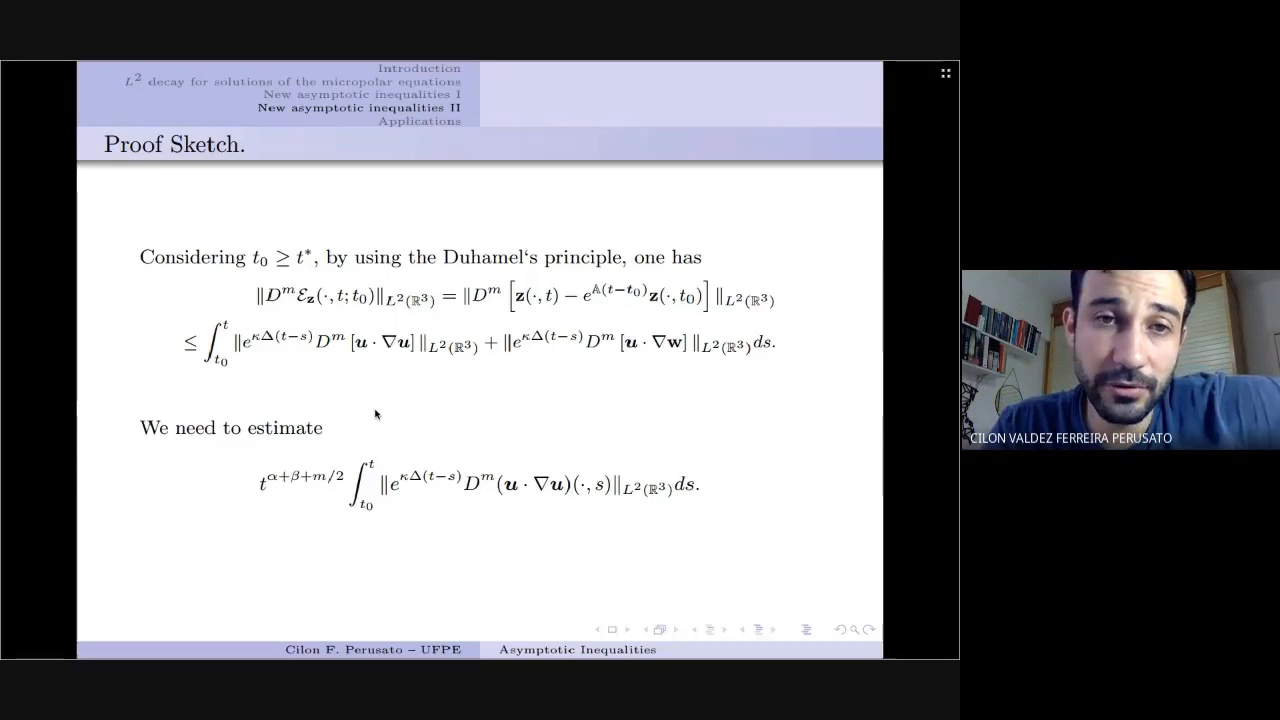 Introduction
L² decay for solutions of the micropolar equations
New asymptotic inequalities I
New asymptotic inequalities II
Applications
Proof Sketch.
Considering t₀ ≥ t*, by using the Duhamel‘s principle, one has
‖D^m ℰ_𝐳(·, t; t₀)‖_{L²(ℝ³)} = ‖D^m [𝐳(·, t) − e^{𝔸(t−t₀)}𝐳(·, t₀)] ‖_{L²(ℝ³)}
≤ ∫_{t₀}^{t} ‖e^{κΔ(t−s)} D^m [𝒖 · ∇𝒖] ‖_{L²(ℝ³)} + ‖e^{κΔ(t−s)} D^m [𝒖 · ∇𝐰] ‖_{L²(ℝ³)} ds.
We need to estimate
t^{α+β+m/2} ∫_{t₀}^{t} ‖e^{κΔ(t−s)} D^m(𝒖 · ∇𝒖)(·, s)‖_{L²(ℝ³)} ds.
Cilon F. Perusato – UFPE
Asymptotic Inequalities
CILON VALDEZ FERREIRA PERUSATO